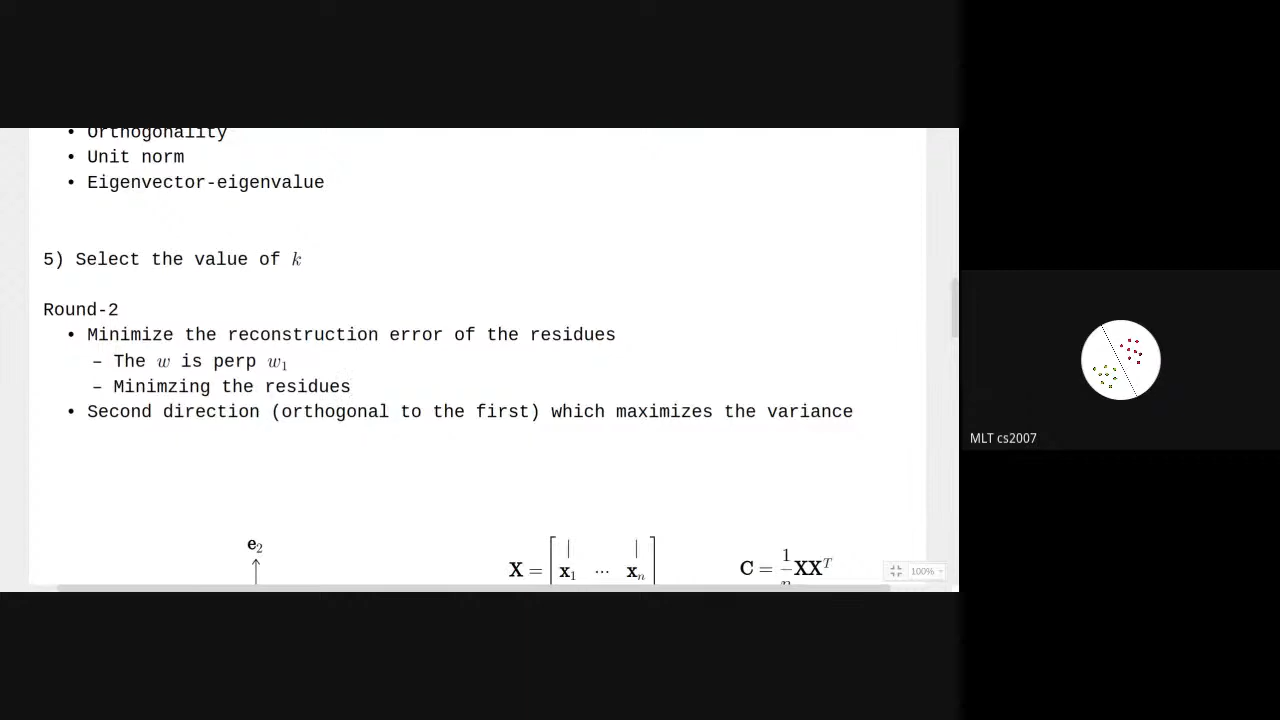 • Orthogonality
• Unit norm
• Eigenvector-eigenvalue
5) Select the value of k
Round-2
• Minimize the reconstruction error of the residues
– The w is perp w₁
– Minimzing the residues
• Second direction (orthogonal to the first) which maximizes the variance
e₂
X = [ | | ; x₁ ⋯ xₙ ]
C = 1/n XXᵀ
100%
MLT cs2007